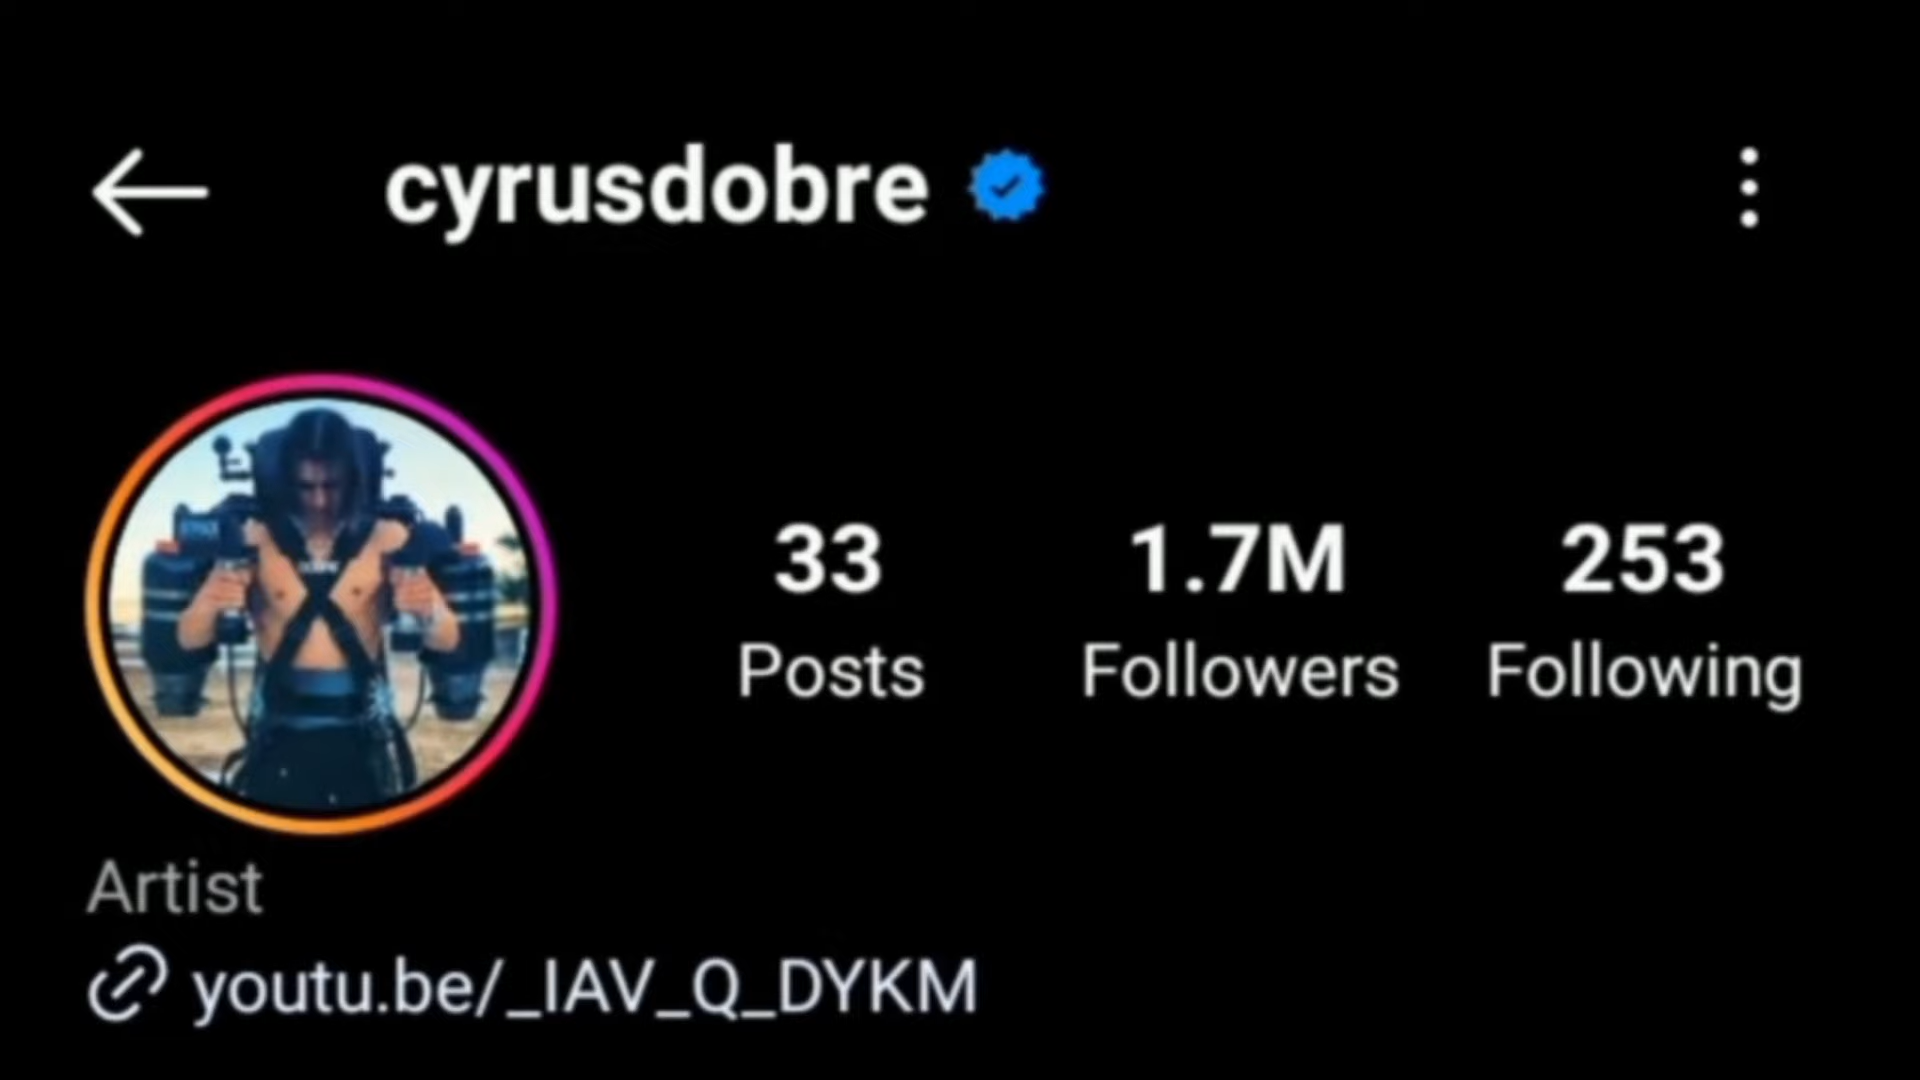 cyrusdobre
33 1.7M 253
Posts Followers Following
Artist
youtu.be/_IAV_Q_DYKM